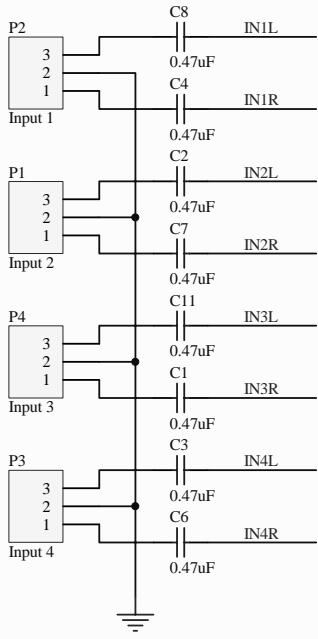 C8
IN1L
P2
3
0.47uF
2
C4
IN1R
1
Input 1
0.47uF
C2
IN2L
P1
3
0.47uF
2
C7
IN2R
1
Input 2
0.47uF
C11
IN3L
P4
3
0.47uF
2
C1
IN3R
1
Input 3
0.47uF
C3
IN4L
P3
3
0.47uF
2
C6
IN4R
1
Input 4
0.47uF